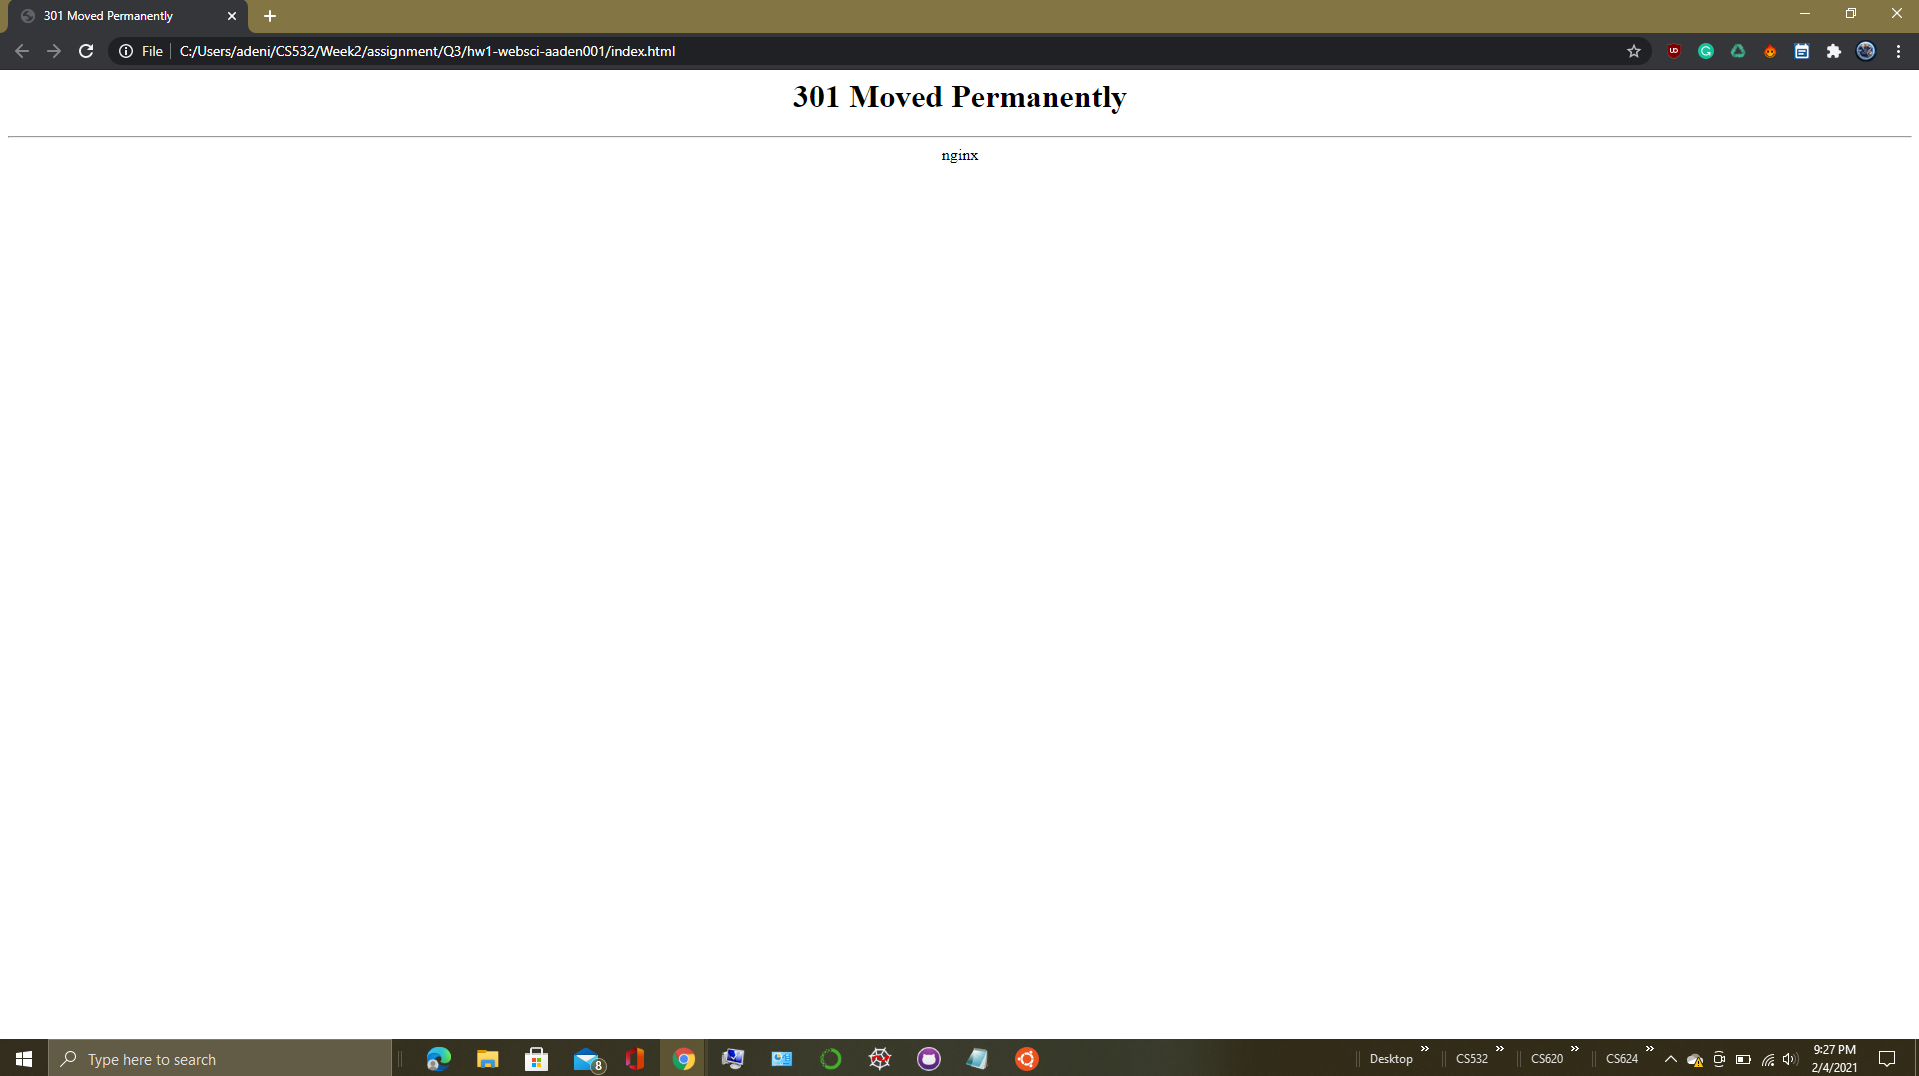 301 Moved Permanently
File
C:/Users/adeni/CS532/Week2/assignment/Q3/hw1-websci-aaden001/index.html
301 Moved Permanently
nginx
Type here to search
8
Desktop
CS532
CS620
CS624
9:27 PM
2/4/2021